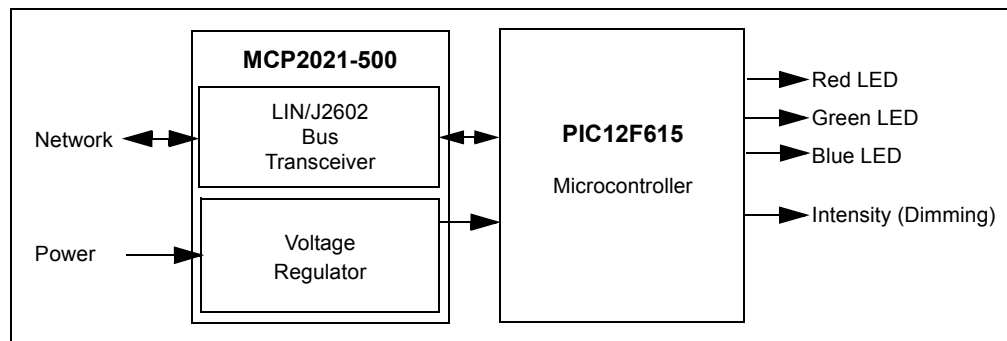 MCP2021-500
LIN/J2602
Bus
Transceiver
Network
Power
Voltage
Regulator
PIC12F615
Microcontroller
Red LED
Green LED
Blue LED
Intensity (Dimming)